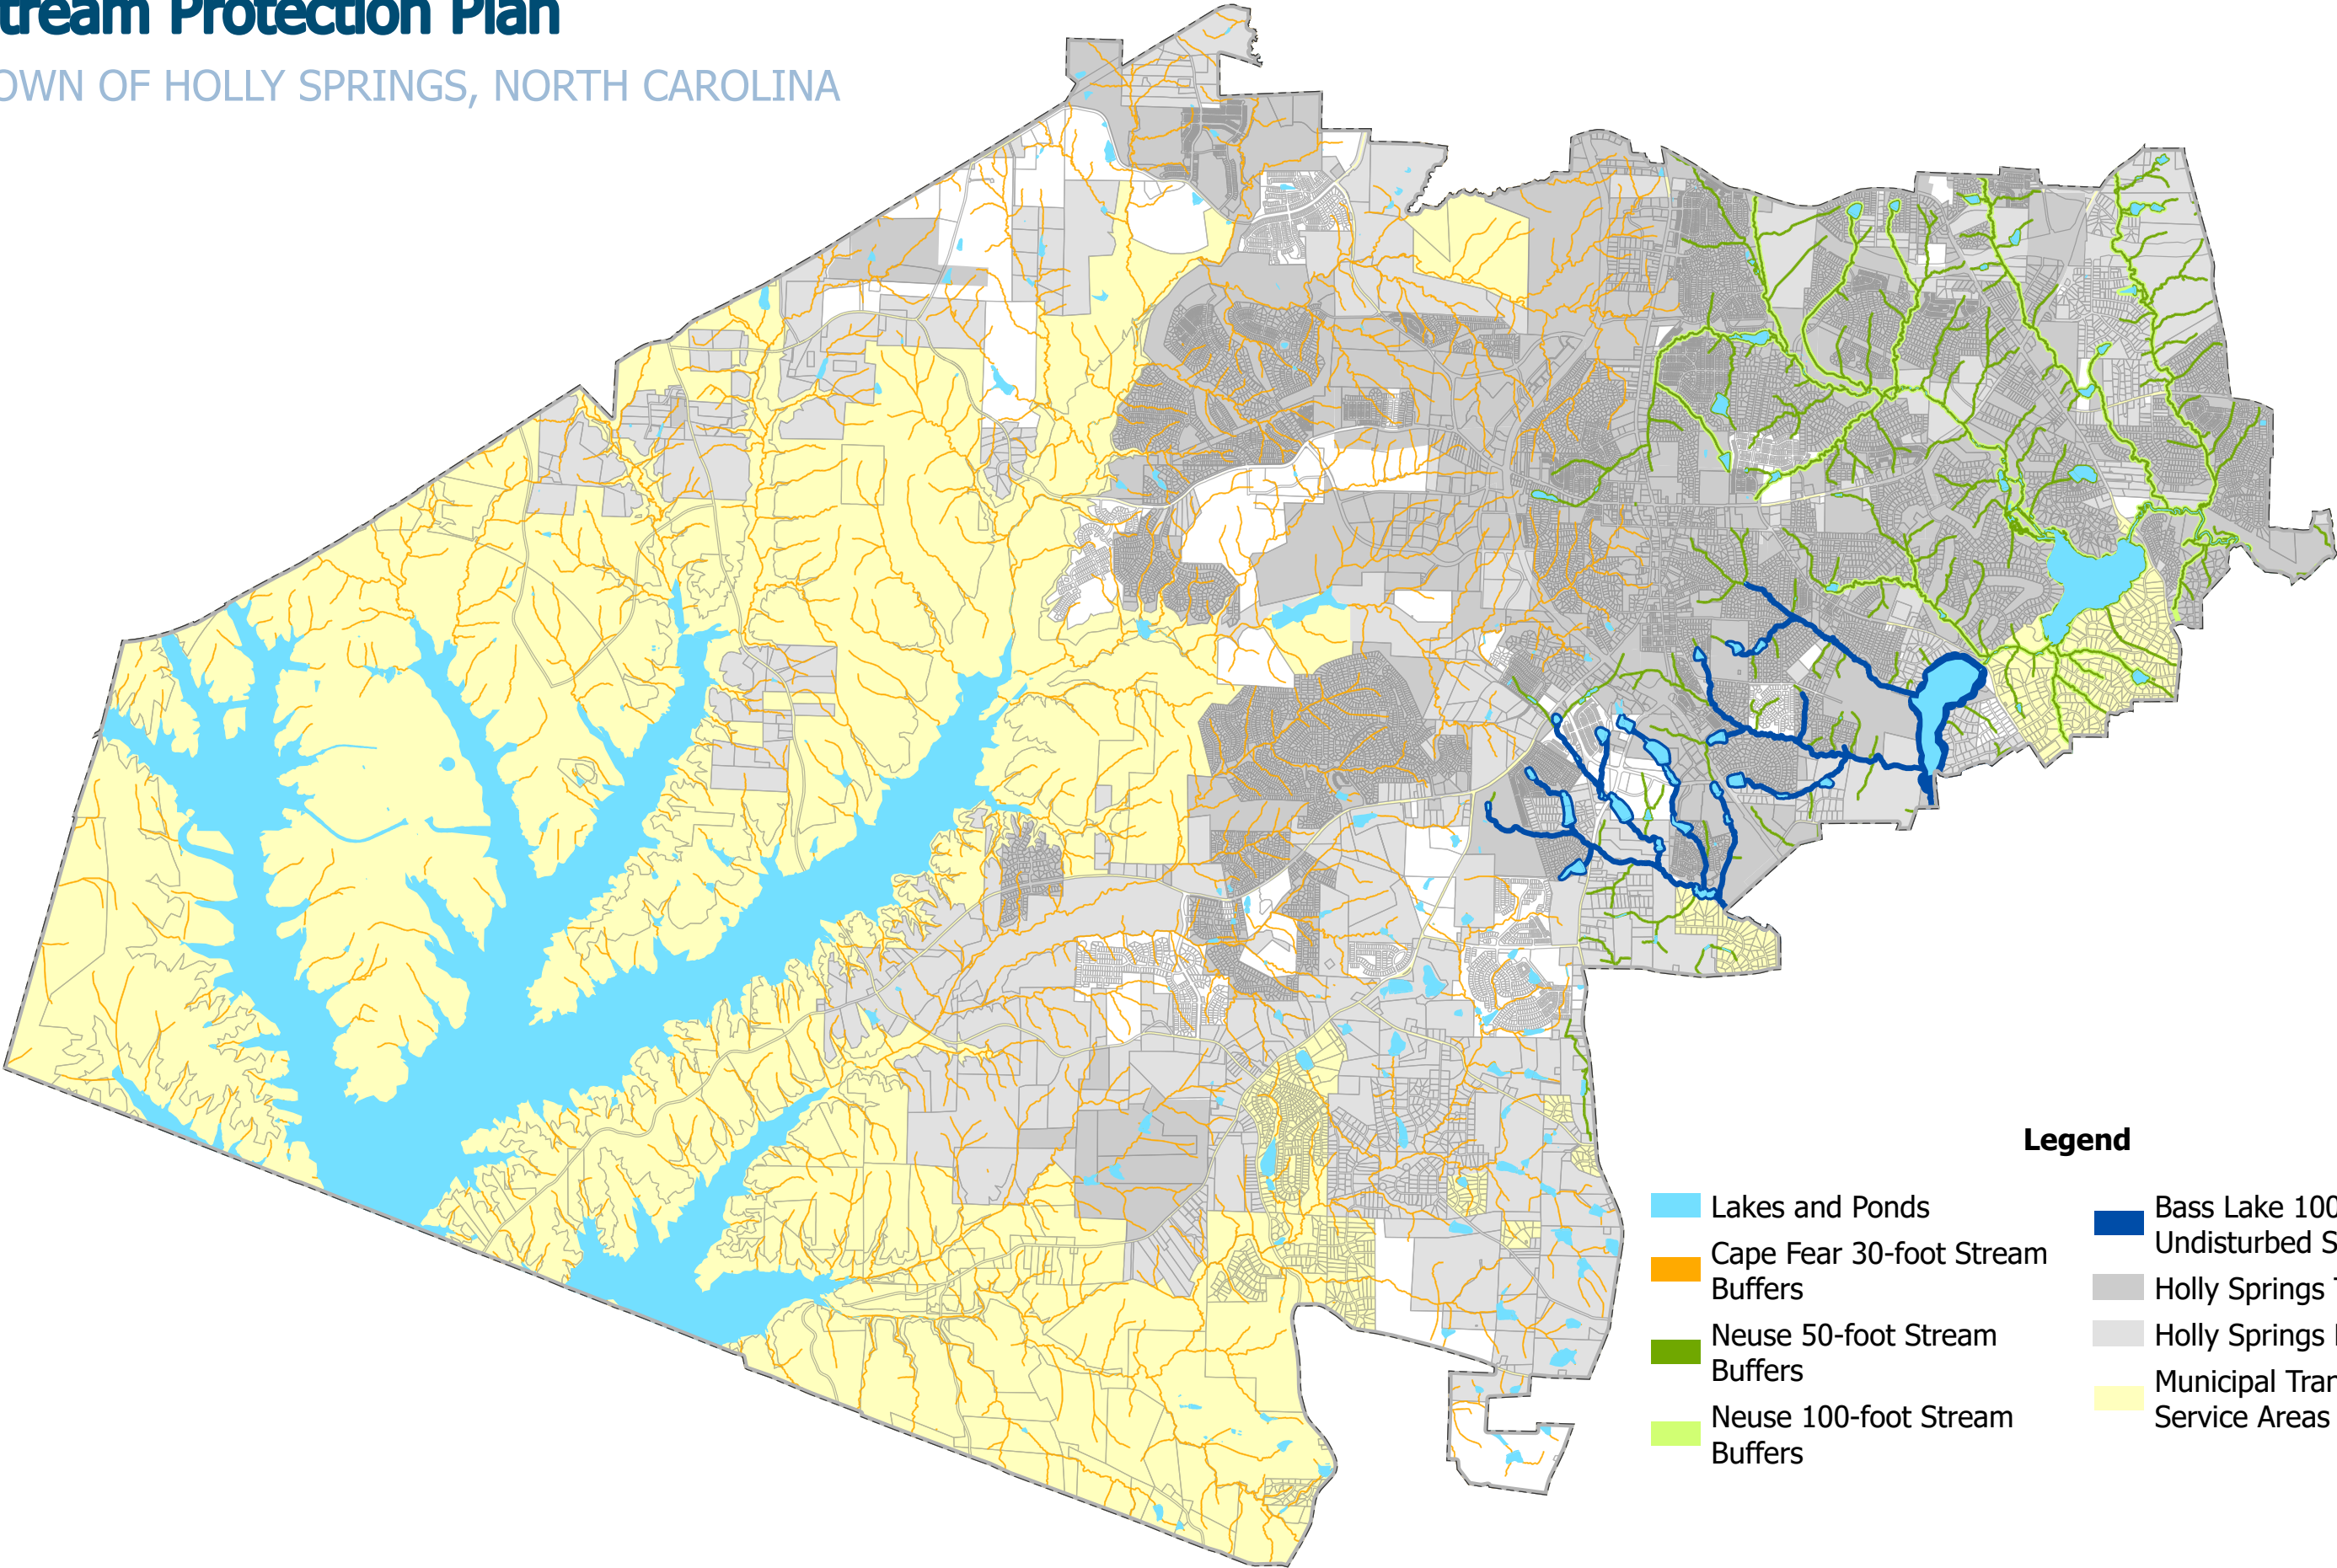 tream Protection Plan
OWN OF HOLLY SPRINGS, NORTH CAROLINA
Legend
Lakes and Ponds
Cape Fear 30-foot Stream
Buffers
Neuse 50-foot Stream
Buffers
Neuse 100-foot Stream
Buffers
Bass Lake 100
Undisturbed S
Holly Springs
Holly Springs
Municipal Tran
Service Areas